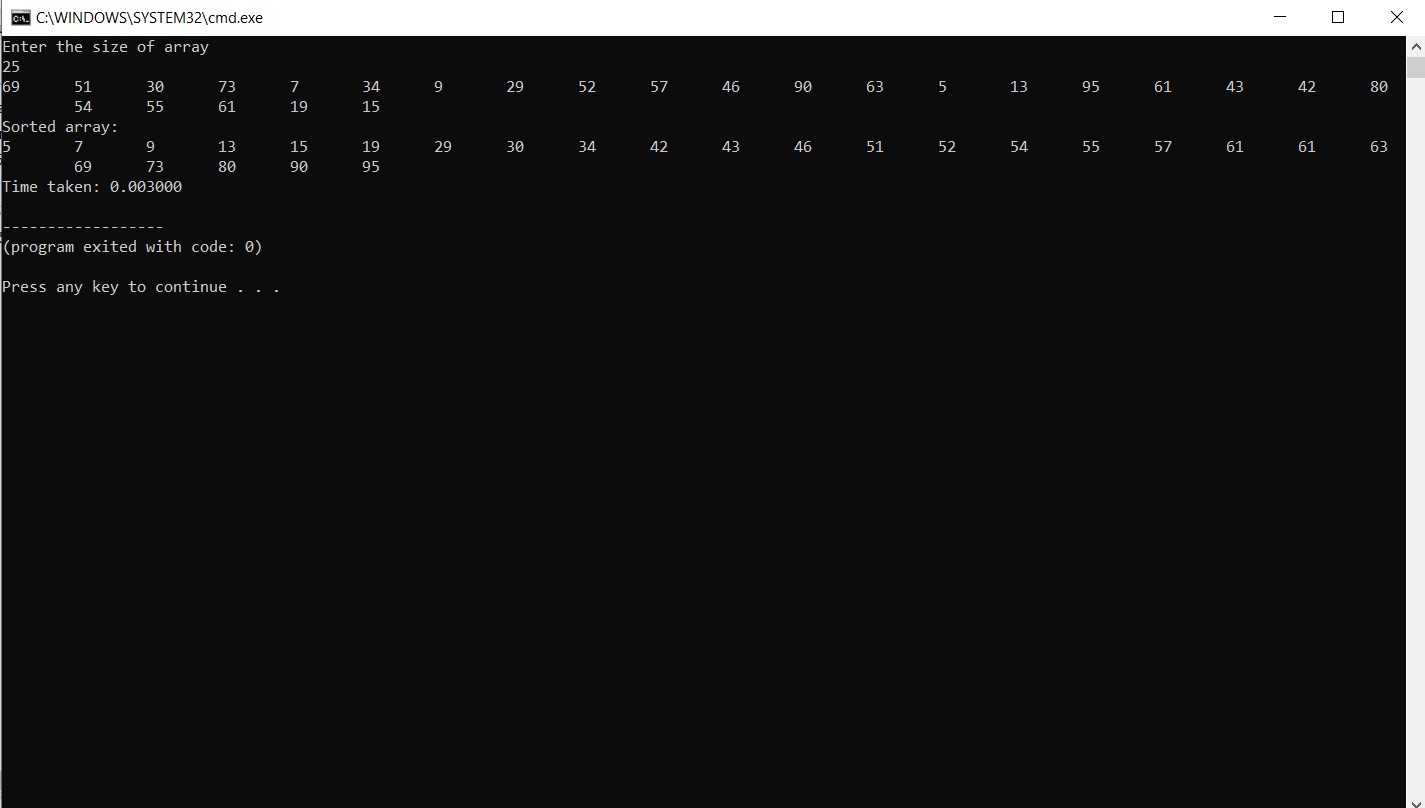 C:\WINDOWS\SYSTEM32\cmd.exe
Enter the size of array
25
69 51 30 73 7 34 9 29 52 57 46 90 63 5 13 95 61 43 42 80
54 55 61 19 15
Sorted array:
5 7 9 13 15 19 29 30 34 42 43 46 51 52 54 55 57 61 61 63
69 73 80 90 95
Time taken: 0.003000
------------------
(program exited with code: 0)
Press any key to continue . . .